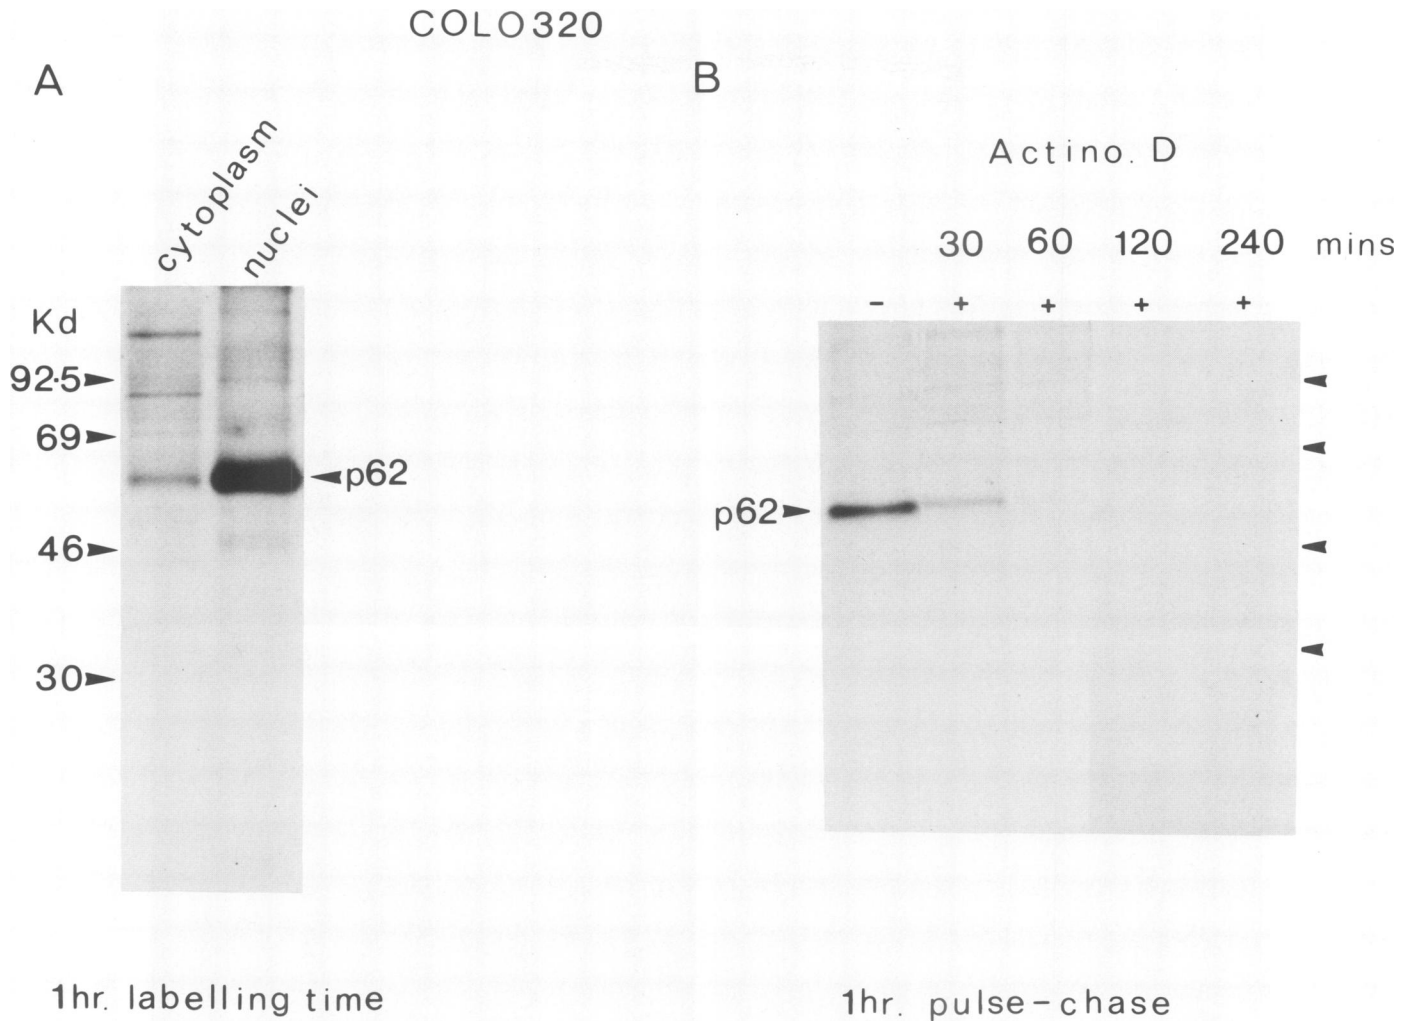 COLO320
A
B
cytoplasm
nuclei
Kd
92·5
69
46
30
p62
Actino. D
30 60 120 240 mins
- + + + +
p62
1hr. labelling time
1hr. pulse-chase